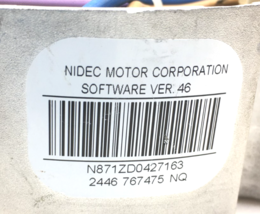 NIDEC MOTOR CORPORATION
SOFTWARE VER: 46
N871ZD0427163
2446 767475 NQ